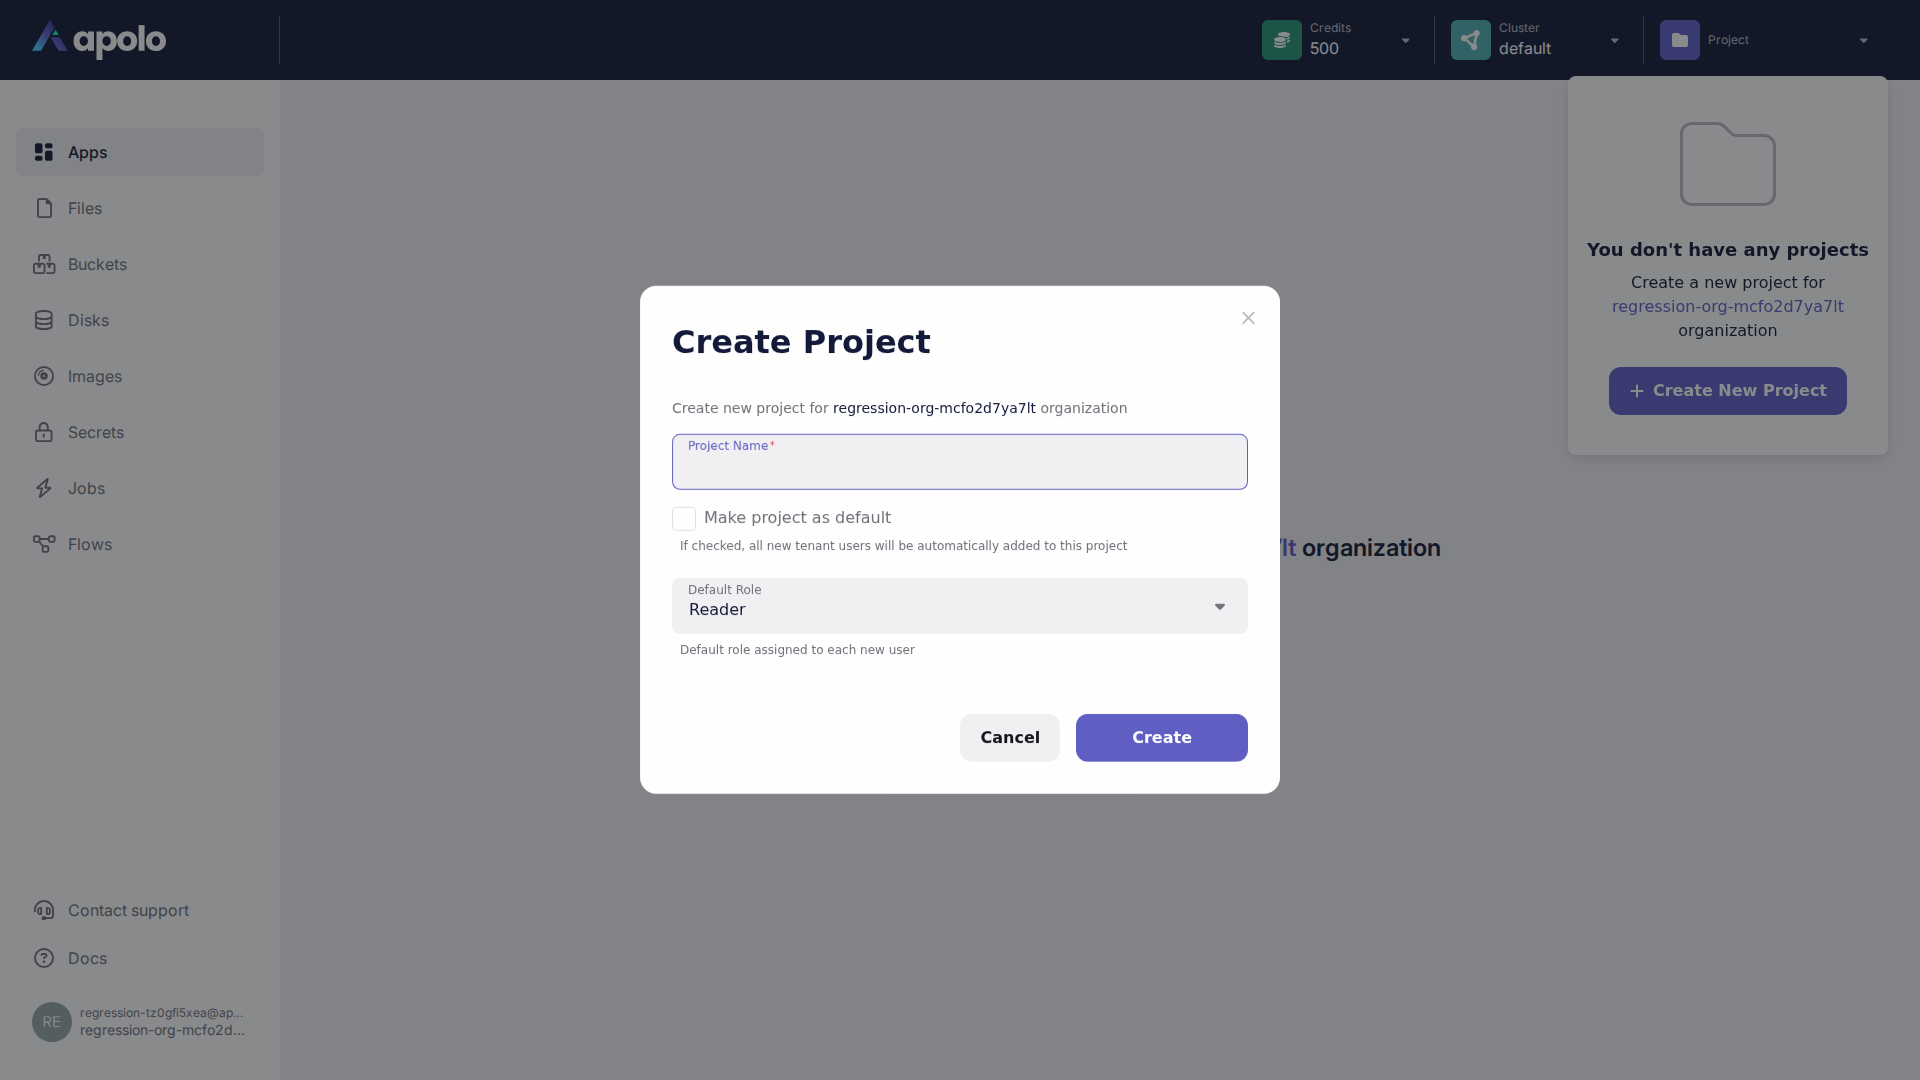 apolo
Credits
500
Cluster
default
Project
Apps
Files
Buckets
Disks
Images
Secrets
Jobs
Flows
Contact support
Docs
RE
regression-tz0gfi5xea@ap...
regression-org-mcfo2d...
You don't have any projects
Create a new project for
regression-org-mcfo2d7ya7lt
organization
+ Create New Project
lt organization
Create Project
Create new project for regression-org-mcfo2d7ya7lt organization
Project Name*
Make project as default
If checked, all new tenant users will be automatically added to this project
Default Role
Reader
Default role assigned to each new user
Cancel
Create